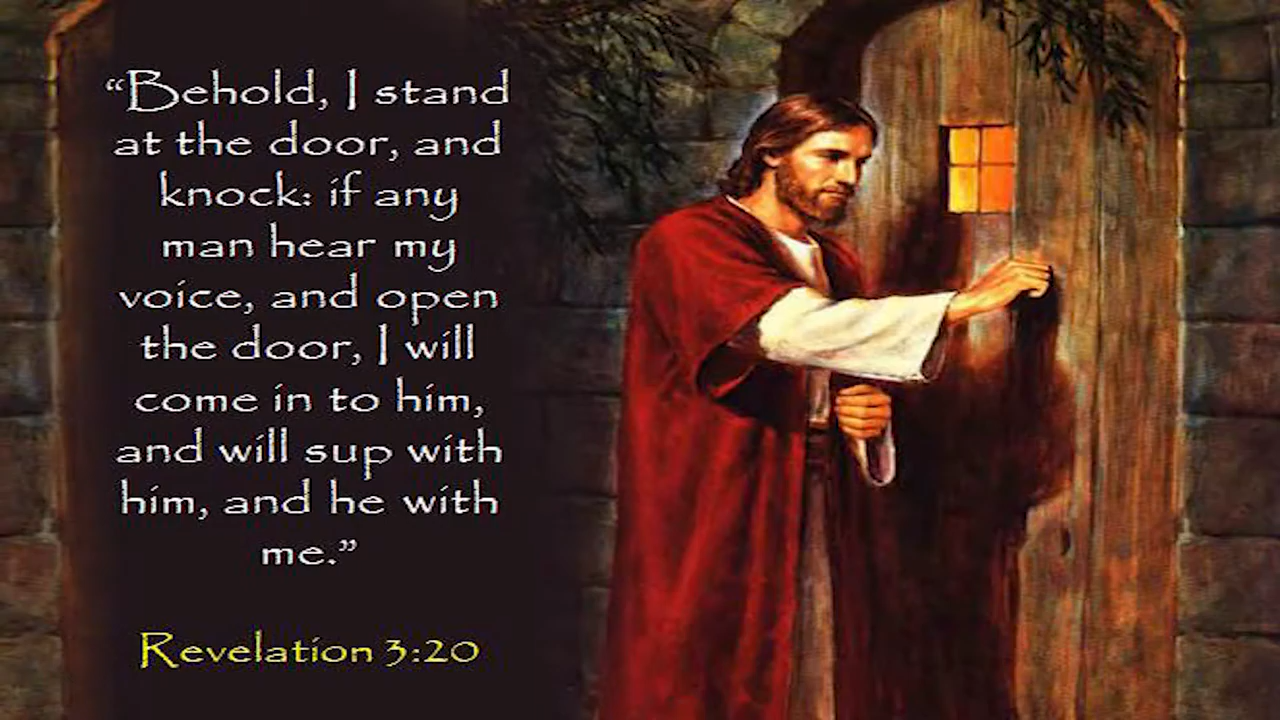 “Behold, I stand
at the door, and
knock: if any
man hear my
voice, and open
the door, I will
come in to him,
and will sup with
him, and he with
me.”
Revelation 3:20